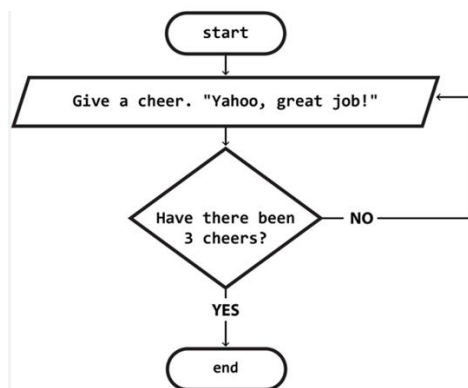 start
Give a cheer. "Yahoo, great job!"
Have there been
3 cheers?
NO
YES
end